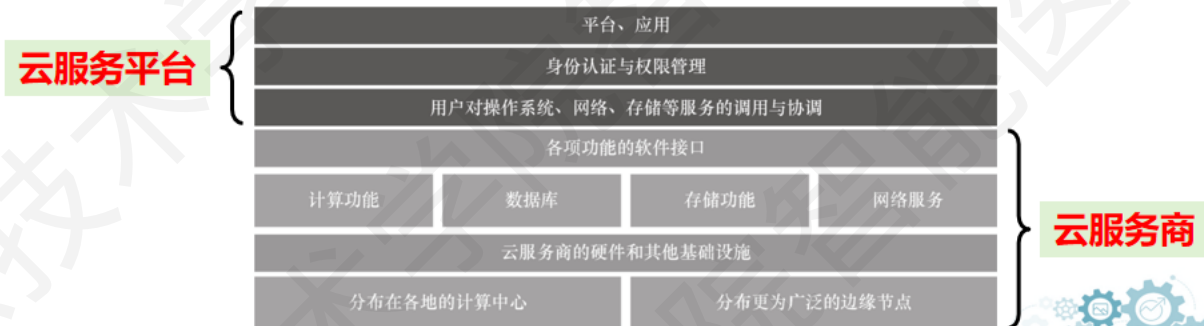 平台、应用
云服务平台
身份认证与权限管理
用户对操作系统、网络、存储等服务的调用与协调
各项功能的软件接口
计算功能
数据库
存储功能
网络服务
云服务商
云服务商的硬件和其他基础设施
分布在各地的计算中心
分布更为广泛的边缘节点